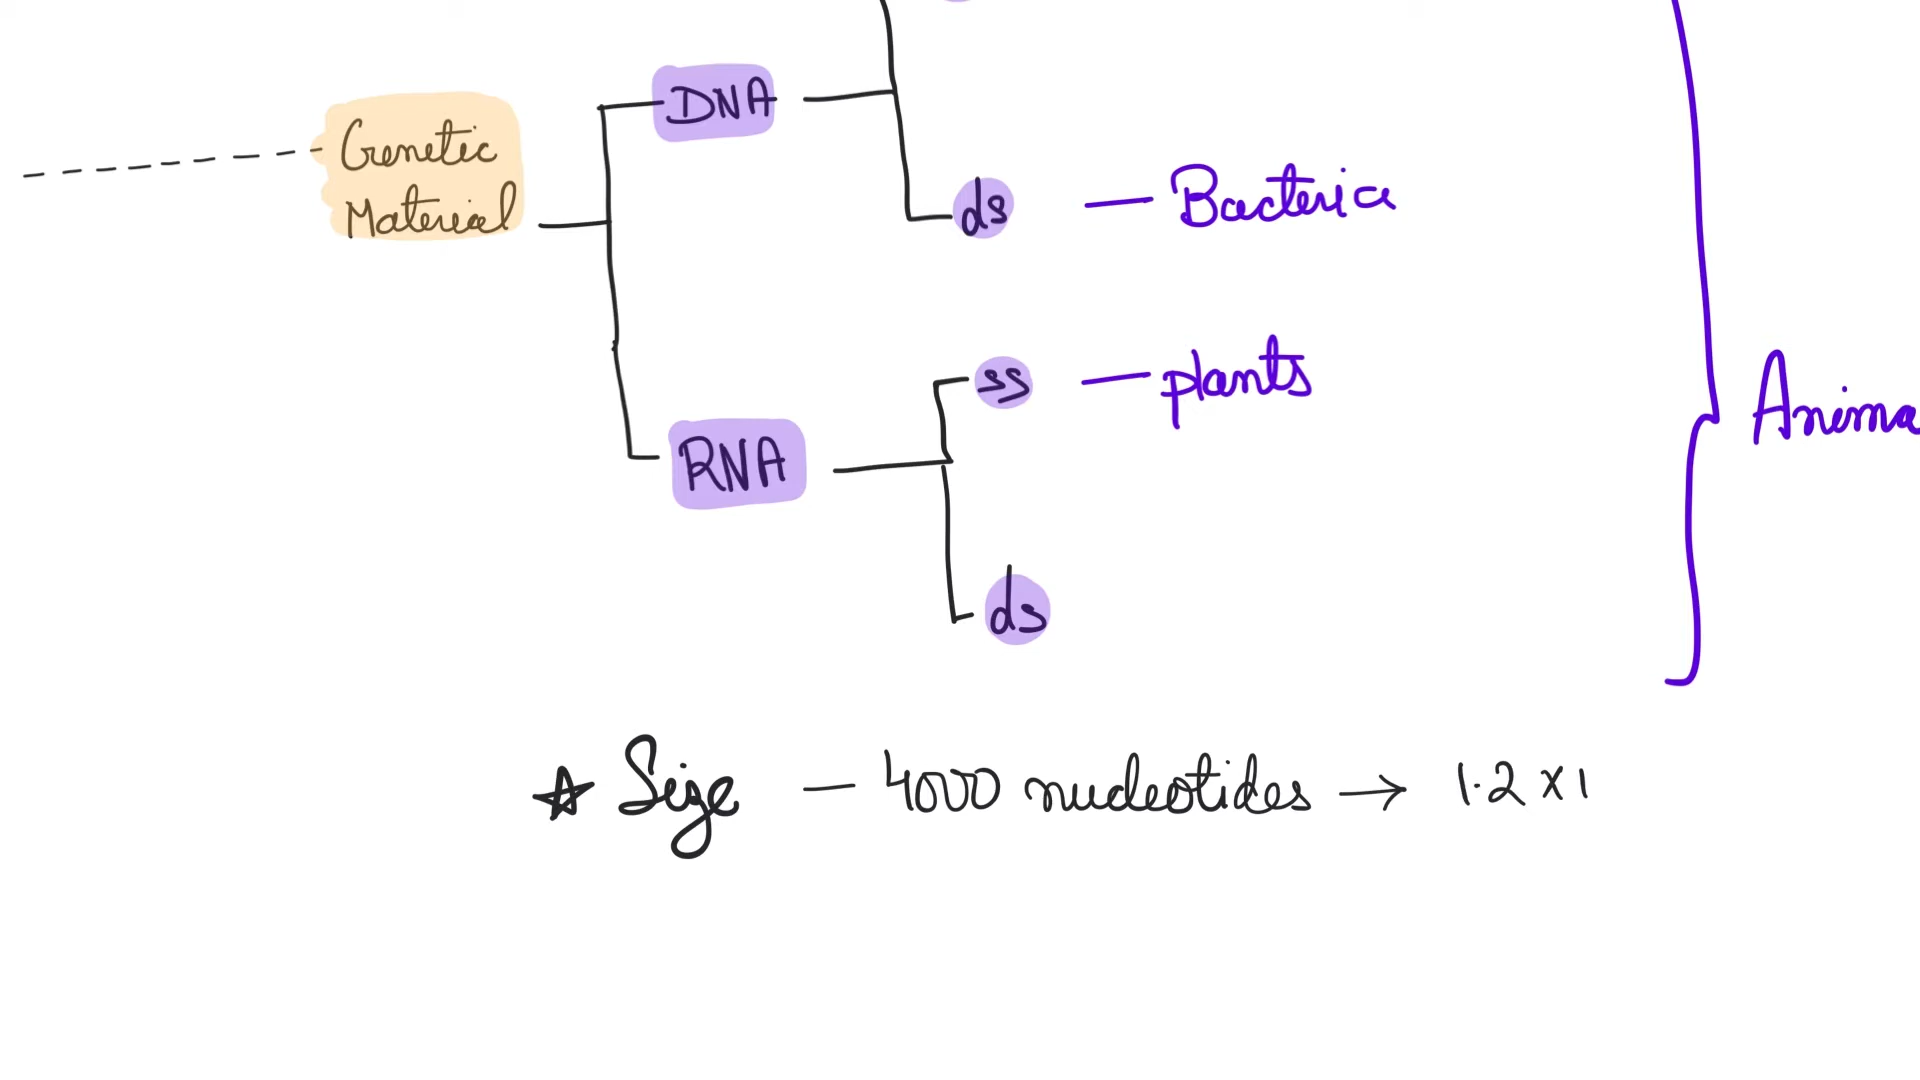 DNA
Genetic
Material
ds — Bacteria
ss — plants
Anima
RNA
ds
☆ Size — 4000 nucleotides → 1.2 x 1